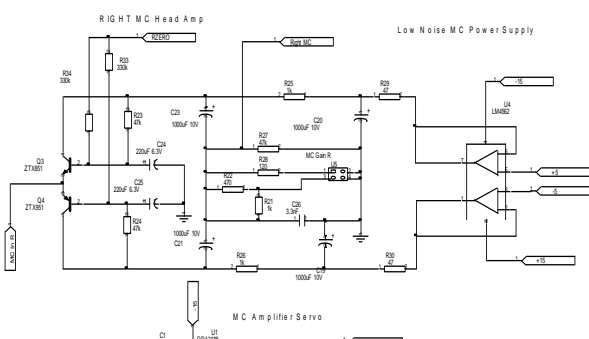 RIGHT MC Head Amp
Low Noise MC Power Supply
1 RZERO
1 Right MC
R33
330k
R34
330k
R25
1k
R29
47
-15
U4
LM4562
R23
47k
C23
1000uF 10V
C20
1000uF 10V
C24
220uF 6.3V
R27
47k
MC Gain R
R28
120
U5
Q3
ZTX851
+5
-5
C25
220uF 6.3V
R22
470
Q4
ZTX951
R21
1k
C26
3.3nF
R24
47k
1000uF 10V
C21
MC In R
R26
1k
C19
1000uF 10V
R30
47
+15
-15
MC Amplifier Servo
C1
U1